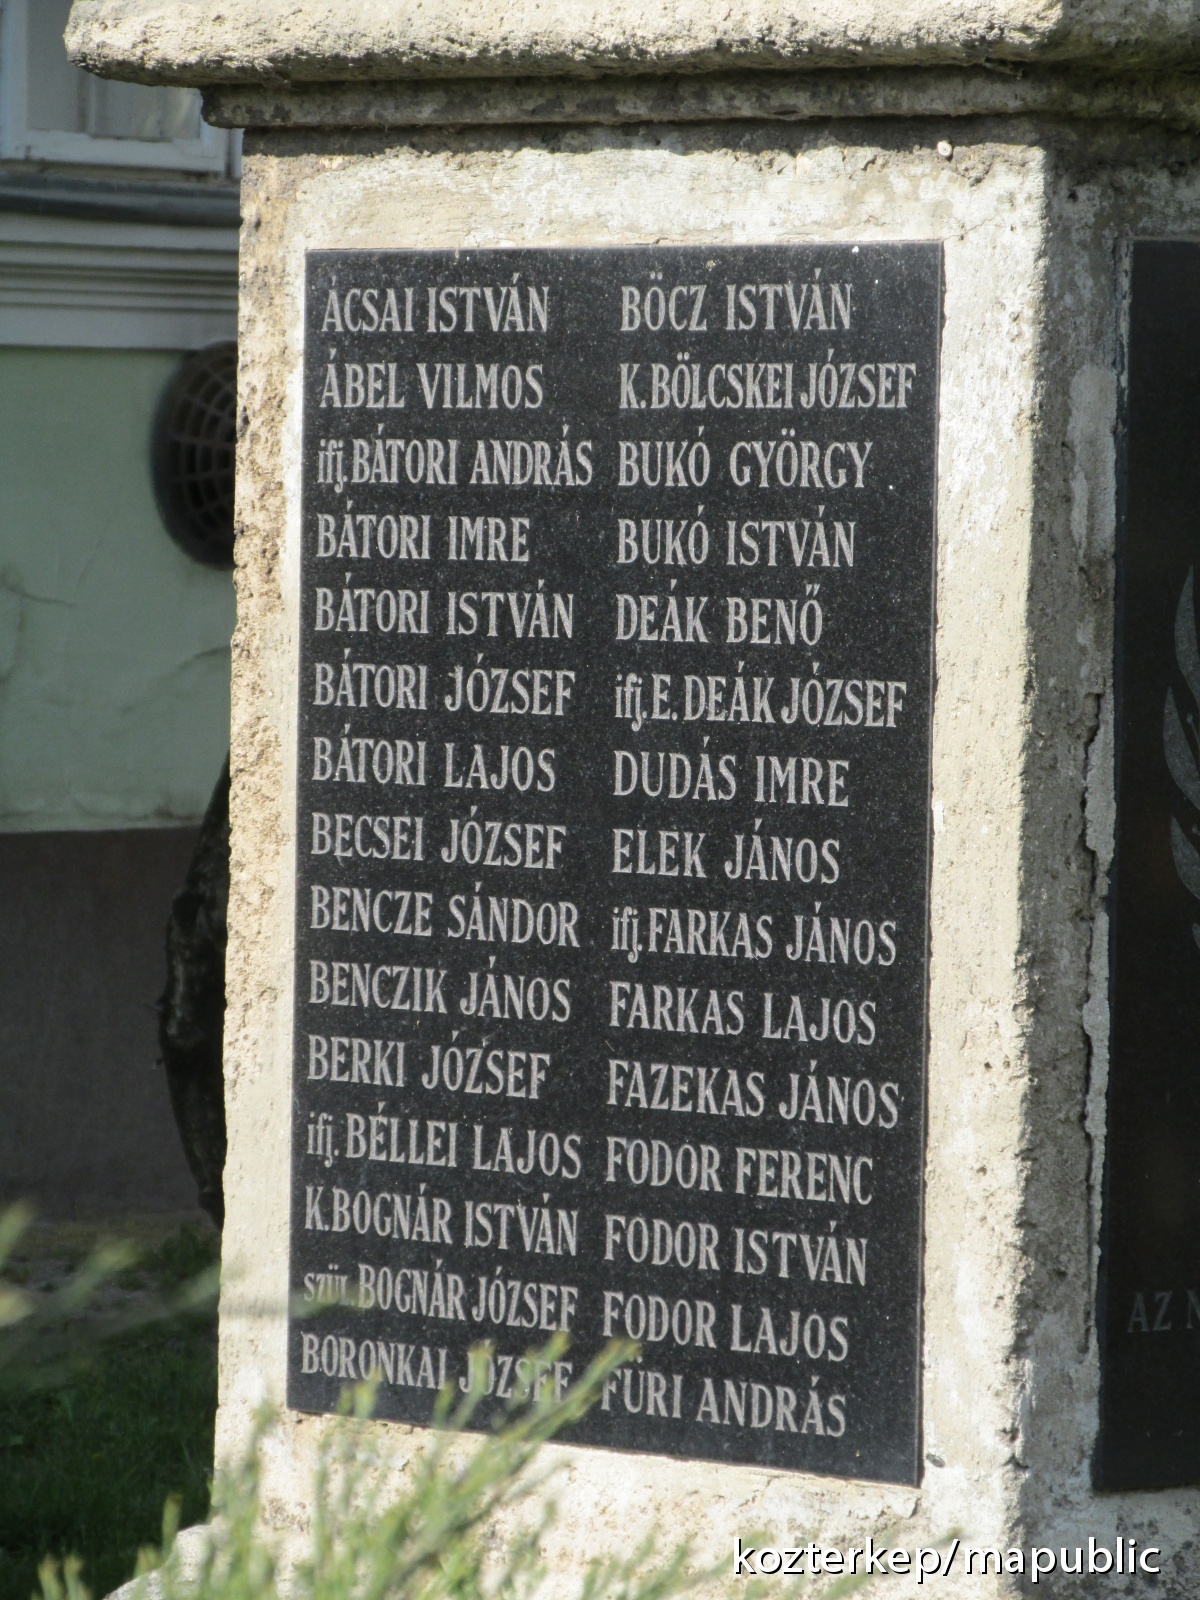 ÁCSAI ISTVÁN
ÁBEL VILMOS
ifj. BÁTORI ANDRÁS
BÁTORI IMRE
BÁTORI ISTVÁN
BÁTORI JÓZSEF
BÁTORI LAJOS
BECSEI JÓZSEF
BENCZE SÁNDOR
BENCZIK JÁNOS
BERKI JÓZSEF
ifj. BÉLLEI LAJOS
K. BOGNÁR ISTVÁN
SZÜL. BOGNÁR JÓZSEF
BORONKAI JÓZSEF
BÖCZ ISTVÁN
K. BÖLCSKEI JÓZSEF
BUKÓ GYÖRGY
BUKÓ ISTVÁN
DEÁK BENŐ
ifj. E. DEÁK JÓZSEF
DUDÁS IMRE
ELEK JÁNOS
ifj. FARKAS JÁNOS
FARKAS LAJOS
FAZEKAS JÁNOS
FODOR FERENC
FODOR ISTVÁN
FODOR LAJOS
FÜRI ANDRÁS
AZ
kozterkep/mapublic